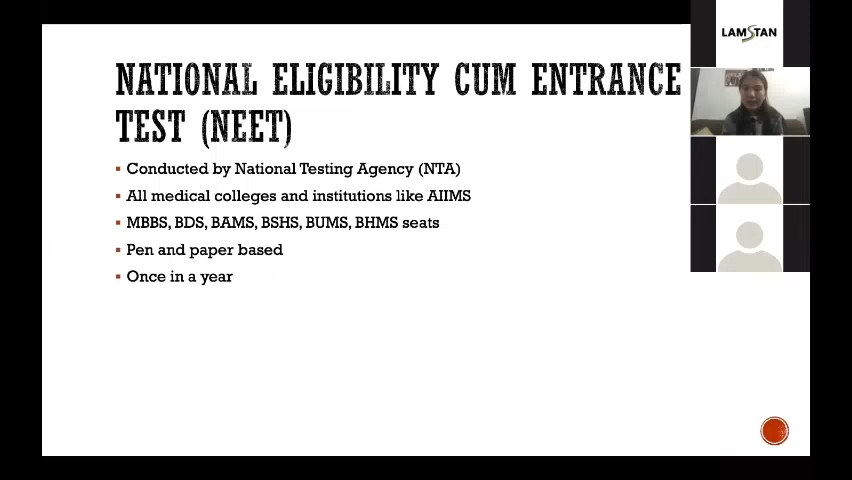 NATIONAL ELIGIBILITY CUM ENTRANCE
TEST (NEET)
Conducted by National Testing Agency (NTA)
All medical colleges and institutions like AIIMS
MBBS, BDS, BAMS, BSHS, BUMS, BHMS seats
Pen and paper based
Once in a year
LAMSTAN